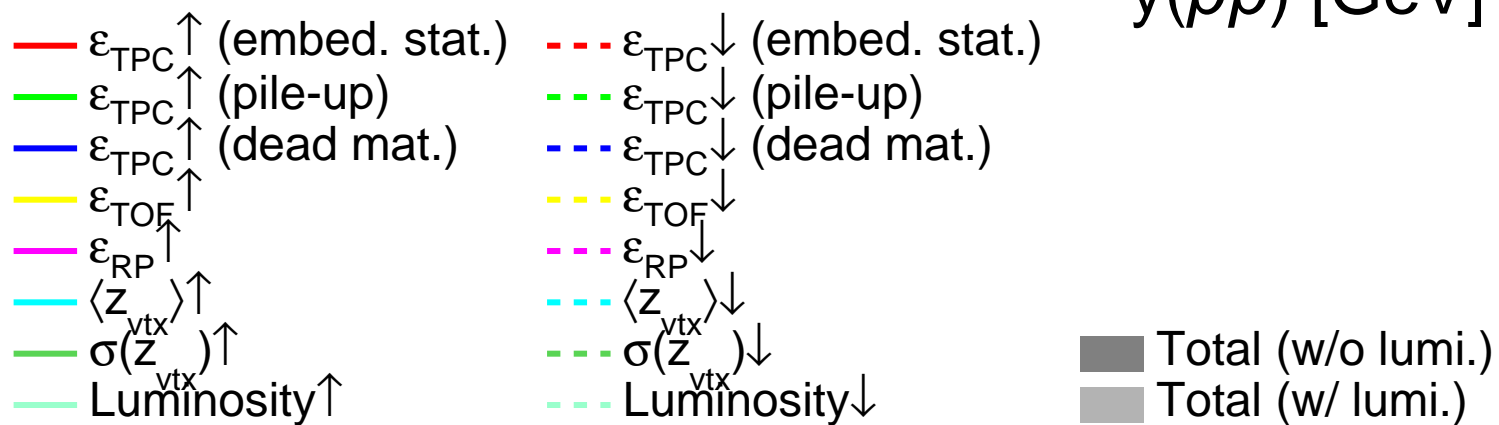 y(pp) [GeV]
ε_TPC↑ (embed. stat.) ε_TPC↓ (embed. stat.)
ε_TPC↑ (pile-up) ε_TPC↓ (pile-up)
ε_TPC↑ (dead mat.) ε_TPC↓ (dead mat.)
ε_TOF↑ ε_TOF↓
ε_RP↑ ε_RP↓
⟨z_vtx⟩↑ ⟨z_vtx⟩↓
σ(z_vtx)↑ σ(z_vtx)↓ Total (w/o lumi.)
Luminosity↑ Luminosity↓ Total (w/ lumi.)